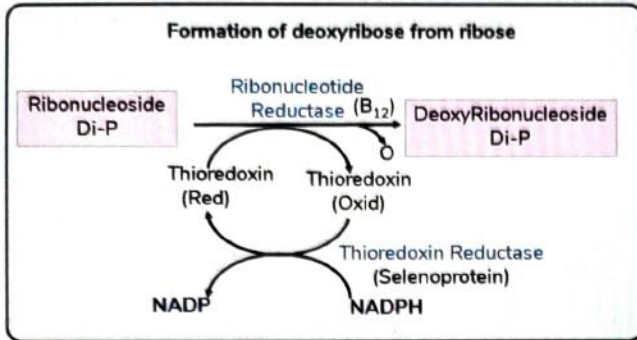 Formation of deoxyribose from ribose
Ribonucleotide
Reductase (B₁₂)
Ribonucleoside
Di-P
DeoxyRibonucleoside
Di-P
O
Thioredoxin
(Red)
Thioredoxin
(Oxid)
Thioredoxin Reductase
(Selenoprotein)
NADP
NADPH